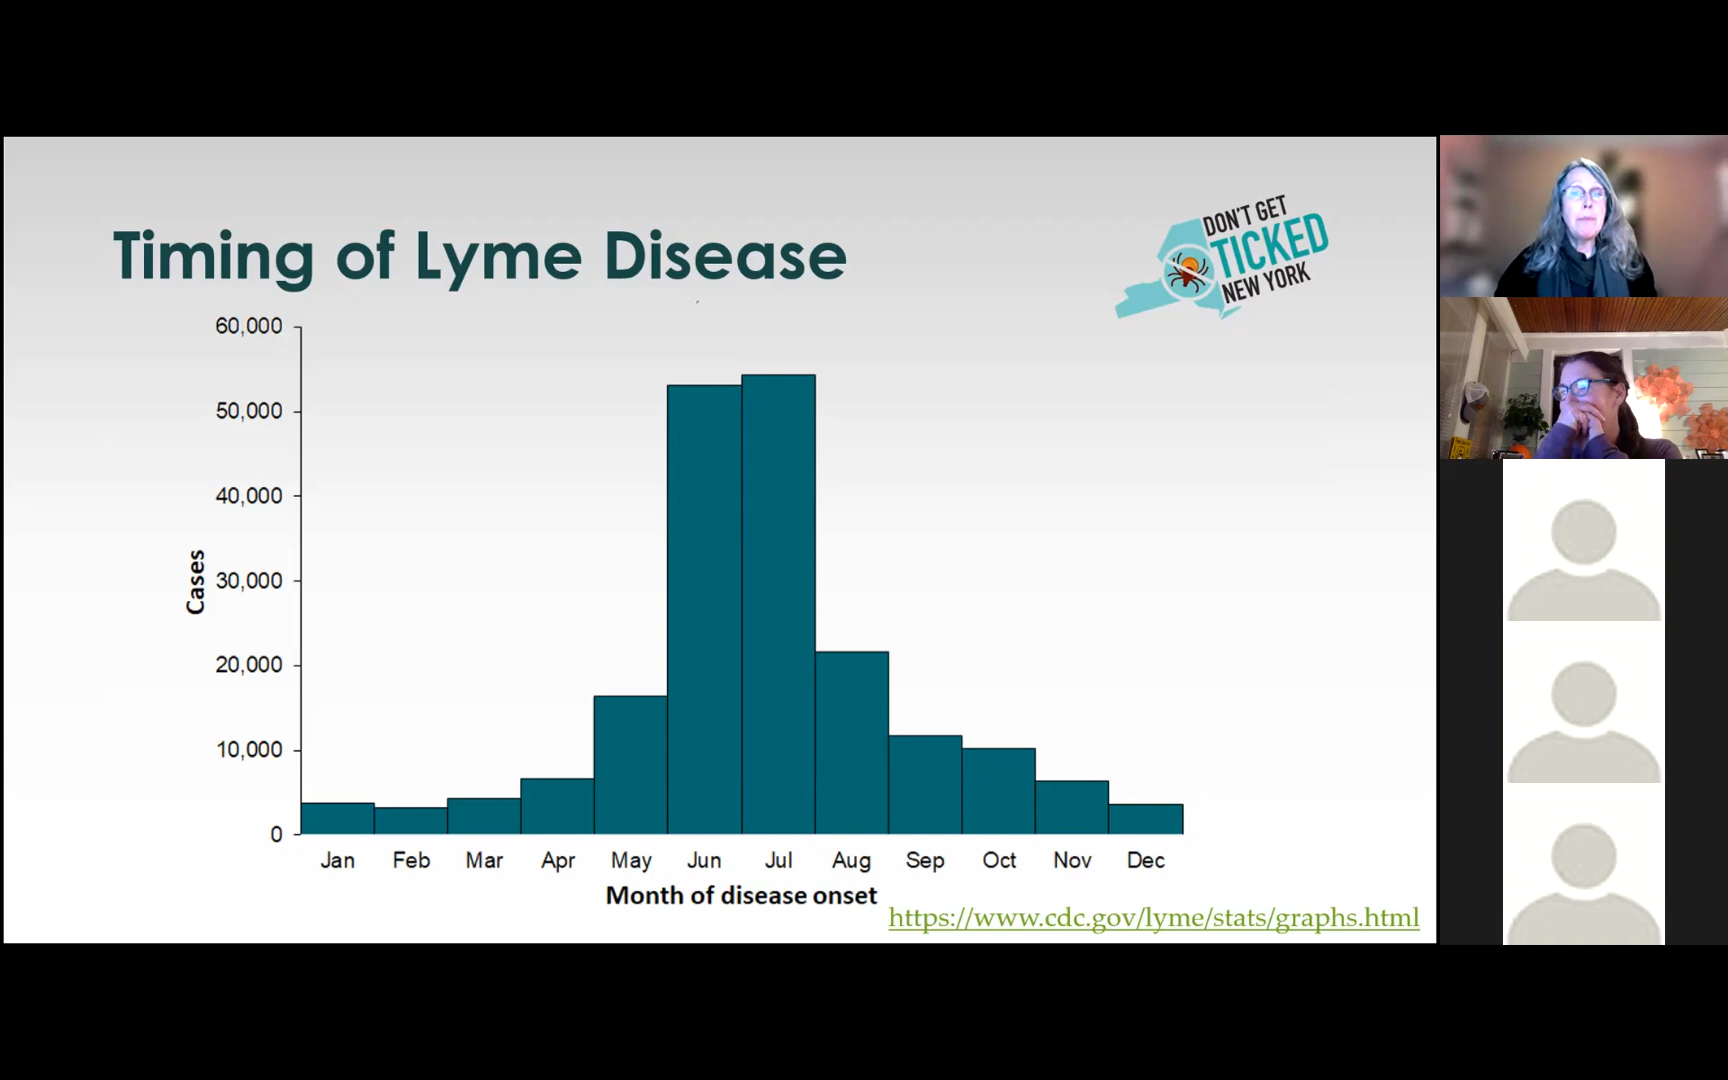 Timing of Lyme Disease
DON'T GET
TICKED
NEW YORK
60,000
50,000
40,000
30,000
20,000
10,000
0
Cases
Jan Feb Mar Apr May Jun Jul Aug Sep Oct Nov Dec
Month of disease onset
https://www.cdc.gov/lyme/stats/graphs.html